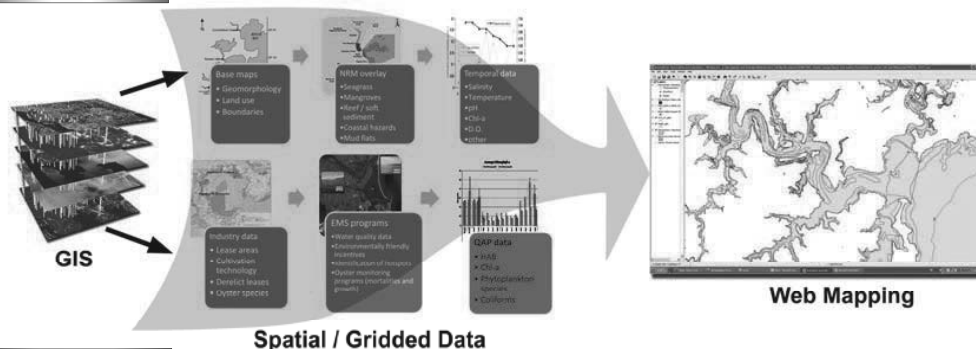 Base maps
• Geomorphology
• Land use
• Boundaries
NRM overlay
• Seagrass
• Mangroves
• Reef / soft
sediment
• Coastal hazards
• Mud flats
Temporal data
• Salinity
• Temperature
• pH
• Chl-a
• D.O.
• other
GIS
Industry data
• Lease areas
• Cultivation
technology
• Derelict leases
• Oyster species
EMS programs
• Water quality data
• Environmentally friendly
incentives
• Identification of hotspots
• Oyster monitoring
programs (mortalities and
growth)
QAP data
• HAB
• Chl-a
• Phytoplankton
species
• Coliforms
Spatial / Gridded Data
Web Mapping